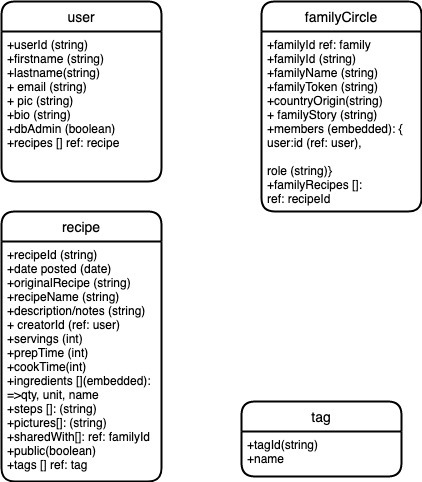 user
+userId (string)
+firstname (string)
+lastname(string)
+ email (string)
+ pic (string)
+bio (string)
+dbAdmin (boolean)
+recipes [] ref: recipe
familyCircle
+familyId ref: family
+familyId (string)
+familyName (string)
+familyToken (string)
+countryOrigin(string)
+ familyStory (string)
+members (embedded): {
user:id (ref: user),
role (string)}
+familyRecipes []:
ref: recipeId
recipe
+recipeId (string)
+date posted (date)
+originalRecipe (string)
+recipeName (string)
+description/notes (string)
+ creatorId (ref: user)
+servings (int)
+prepTime (int)
+cookTime(int)
+ingredients [](embedded):
=>qty, unit, name
+steps []: (string)
+pictures[]: (string)
+sharedWith[]: ref: familyId
+public(boolean)
+tags [] ref: tag
tag
+tagId(string)
+name